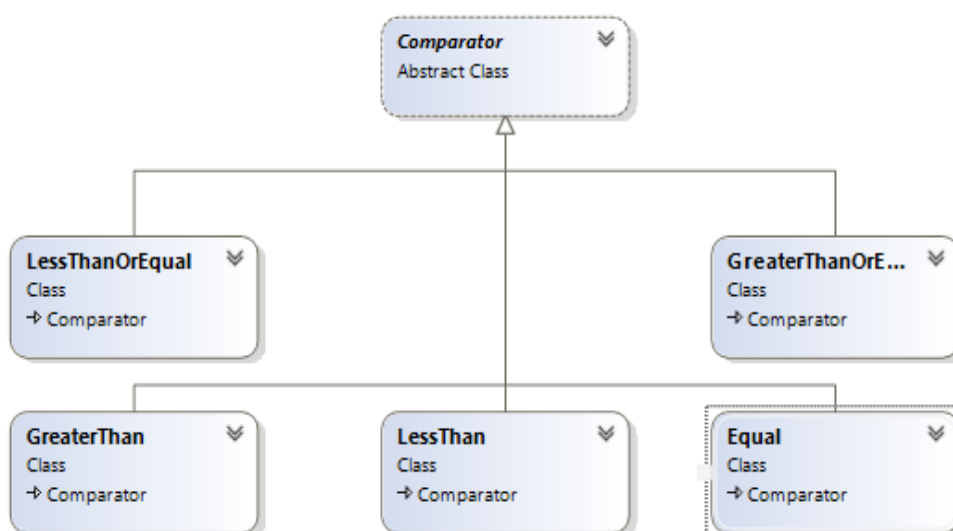 Comparator
Abstract Class
LessThanOrEqual
Class
Comparator
GreaterThanOrE...
Class
Comparator
GreaterThan
Class
Comparator
LessThan
Class
Comparator
Equal
Class
Comparator